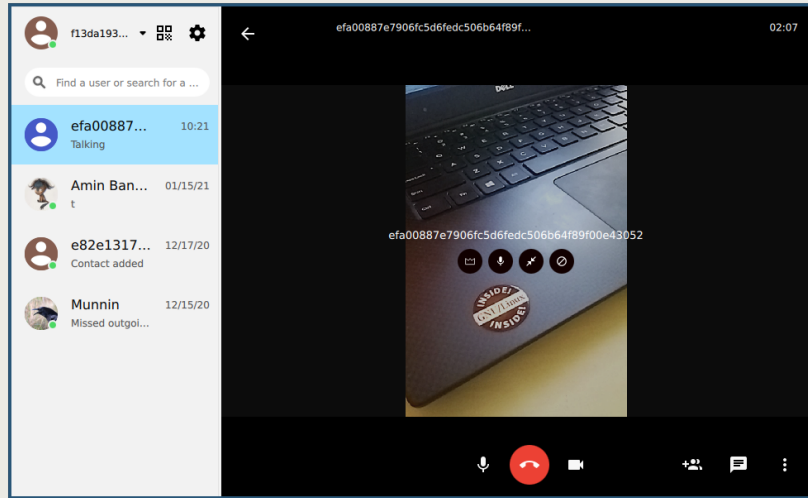 f13da193...
Find a user or search for a ...
efa00887...
10:21
Talking
Amin Ban...
01/15/21
t
e82e1317...
12/17/20
Contact added
Munnin
12/15/20
Missed outgoi...
efa00887e7906fc5d6fedc506b64f89f...
02:07
DELL
efa00887e7906fc5d6fedc506b64f89f00e43052
INSIDE!
GNU/Linux
INSIDE!